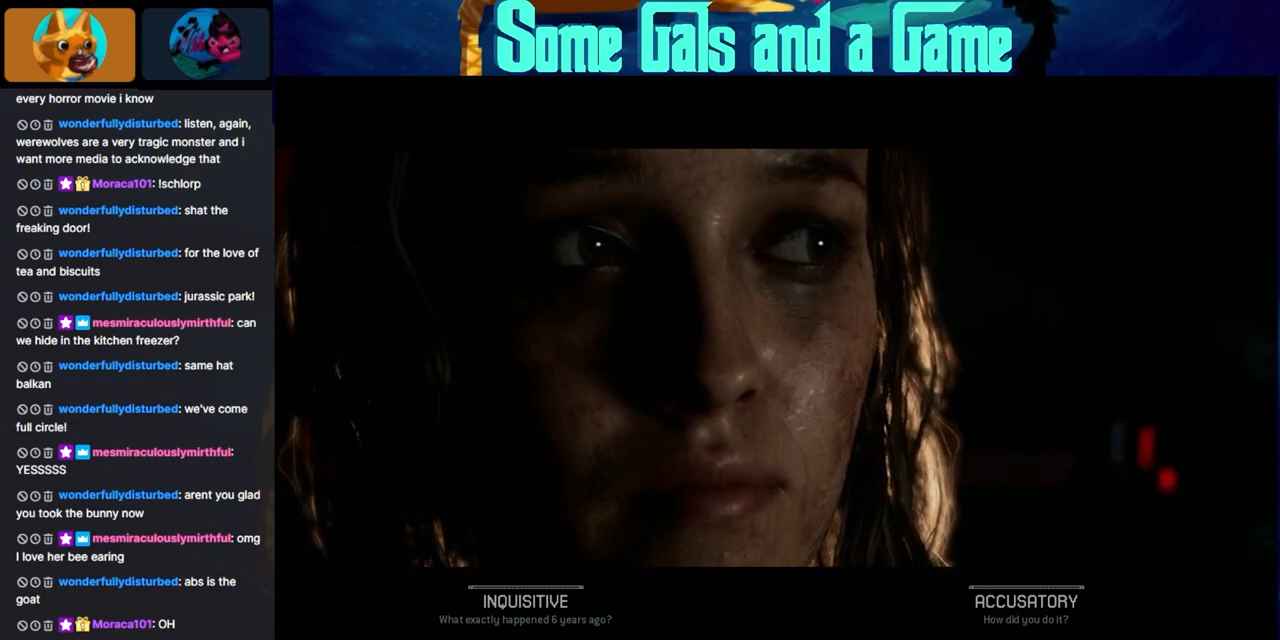 Some Gals and a Game
every horror movie i know
wonderfullydisturbed: listen, again,
werewolves are a very tragic monster and i
want more media to acknowledge that
Moraca101: !schlorp
wonderfullydisturbed: shat the
freaking door!
wonderfullydisturbed: for the love of
tea and biscuits
wonderfullydisturbed: jurassic park!
mesmiraculouslymirthful: can
we hide in the kitchen freezer?
wonderfullydisturbed: same hat
balkan
wonderfullydisturbed: we've come
full circle!
mesmiraculouslymirthful:
YESSSSS
wonderfullydisturbed: arent you glad
you took the bunny now
mesmiraculouslymirthful: omg
I love her bee earing
wonderfullydisturbed: abs is the
goat
Moraca101: OH
INQUISITIVE
What exactly happened 6 years ago?
ACCUSATORY
How did you do it?